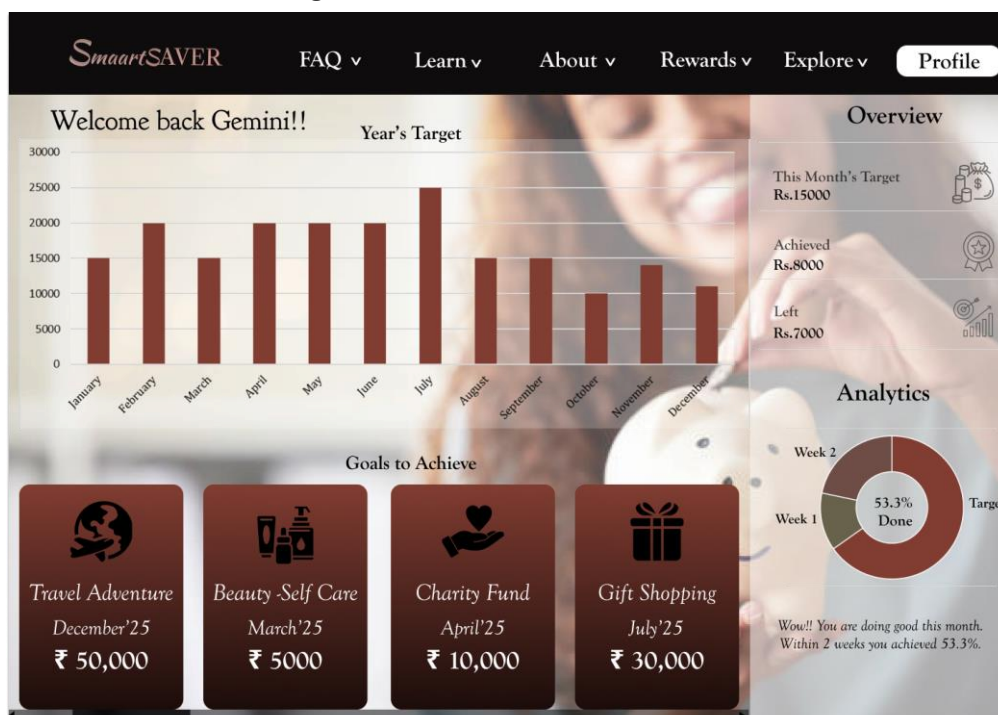 SmaartSAVER
FAQ
Learn
About
Rewards
Explore
Profile
Welcome back Gemini!!
Year's Target
30000
25000
20000
15000
10000
5000
0
January
February
March
April
May
June
July
August
September
October
November
December
Goals to Achieve
Travel Adventure
December'25
₹ 50,000
Beauty -Self Care
March'25
₹ 5000
Charity Fund
April'25
₹ 10,000
Gift Shopping
July'25
₹ 30,000
Overview
This Month's Target
Rs.15000
Achieved
Rs.8000
Left
Rs.7000
Analytics
Week 2
Week 1
53.3%
Done
Targe
Wow!! You are doing good this month.
Within 2 weeks you achieved 53.3%.